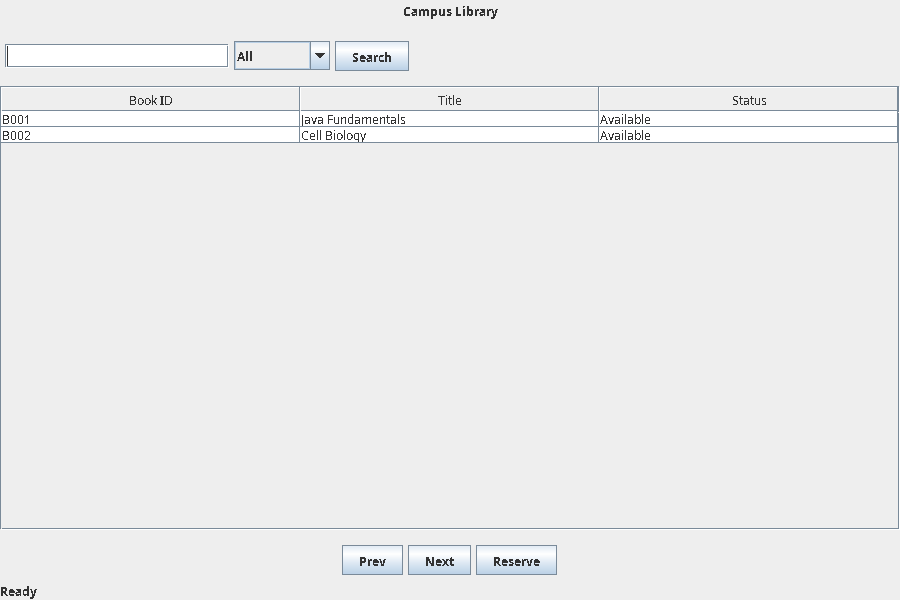 Campus Library
All Search
Book ID Title Status
B001 Java Fundamentals Available
B002 Cell Biology Available
Prev Next Reserve
Ready